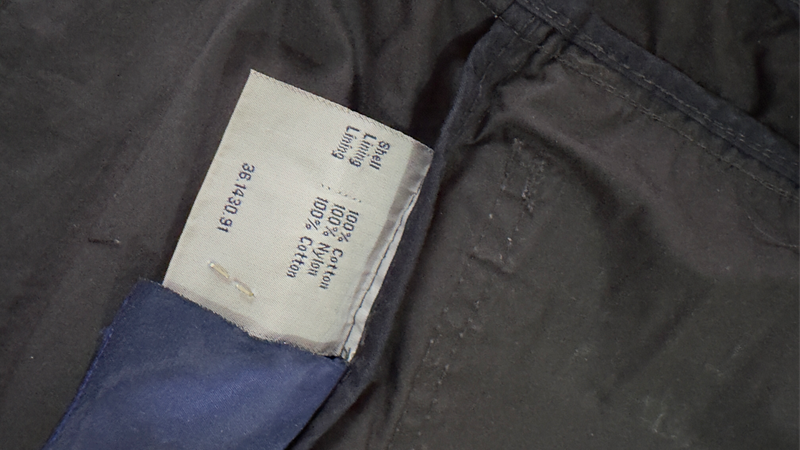 Shell : 100% Cotton
Lining : 100% Nylon
Lining : 100% Cotton
36.1430.91